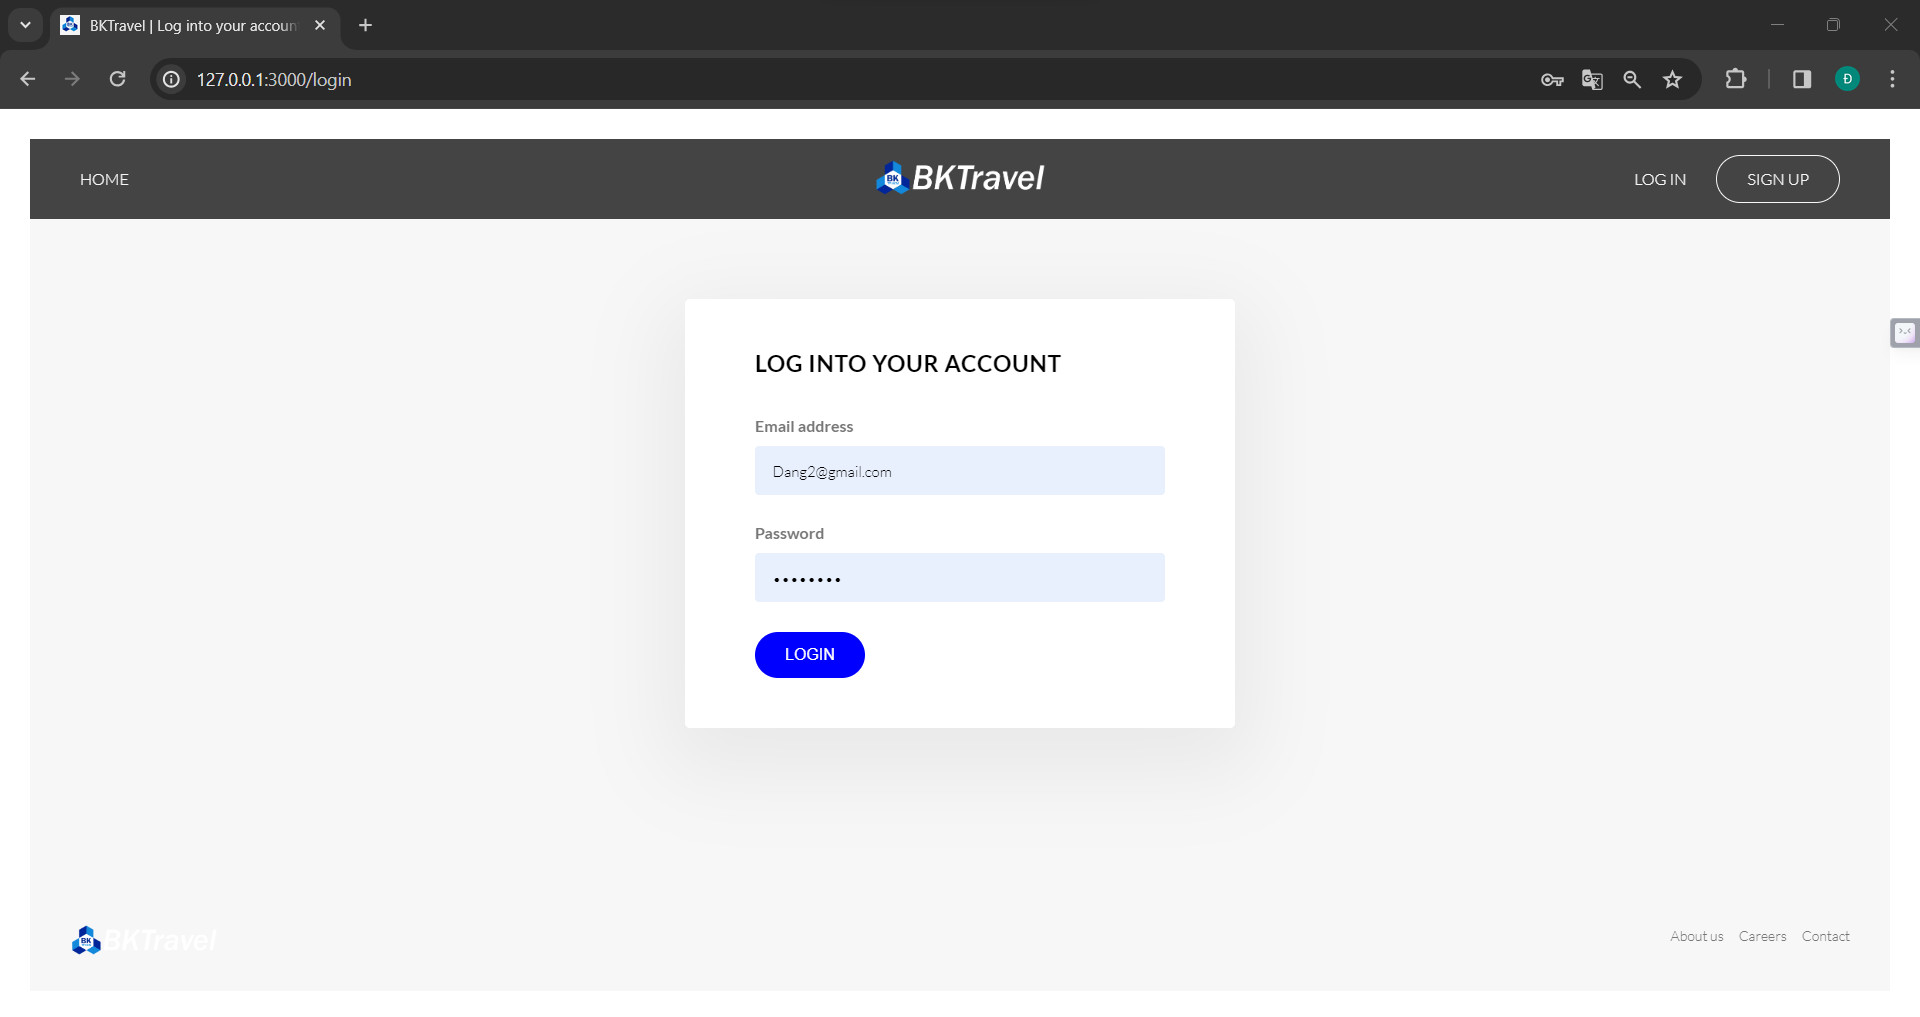 BKTravel | Log into your accoun
127.0.0.1:3000/login
Đ
HOME
BK
BKTravel
LOG IN
SIGN UP
LOG INTO YOUR ACCOUNT
Email address
Dang2@gmail.com
Password
••••••••
LOGIN
BK
BKTravel
About us
Careers
Contact